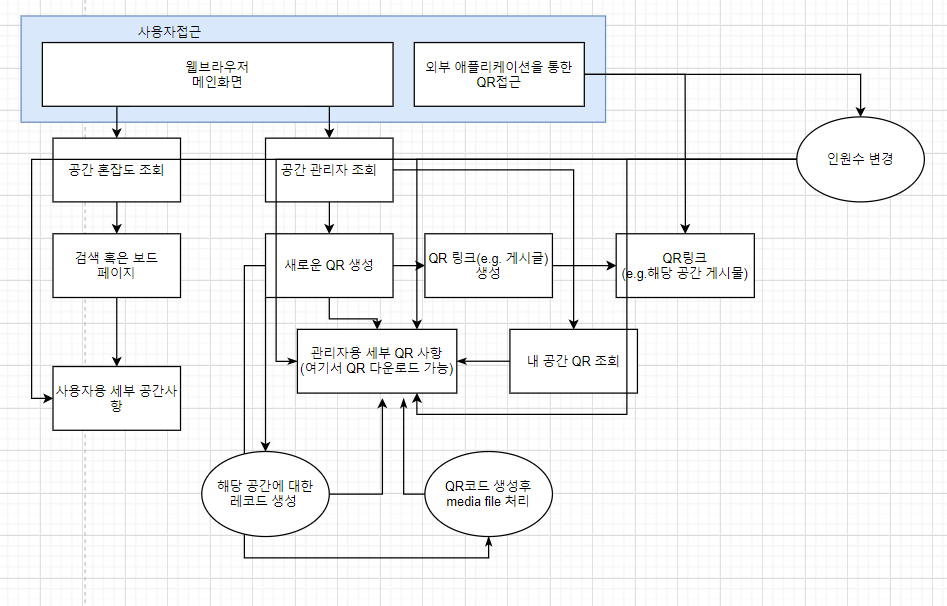 사용자접근
웹브라우저
메인화면
외부 애플리케이션을 통한
QR접근
공간 혼잡도 조회
공간 관리자 조회
인원수 변경
검색 혹은 보드
페이지
새로운 QR 생성
QR 링크(e.g. 게시글)
생성
QR링크
(e.g.해당 공간 게시물)
관리자용 세부 QR 사항
(여기서 QR 다운로드 가능)
내 공간 QR 조회
사용자용 세부 공간사
항
해당 공간에 대한
레코드 생성
QR코드 생성후
media file 처리